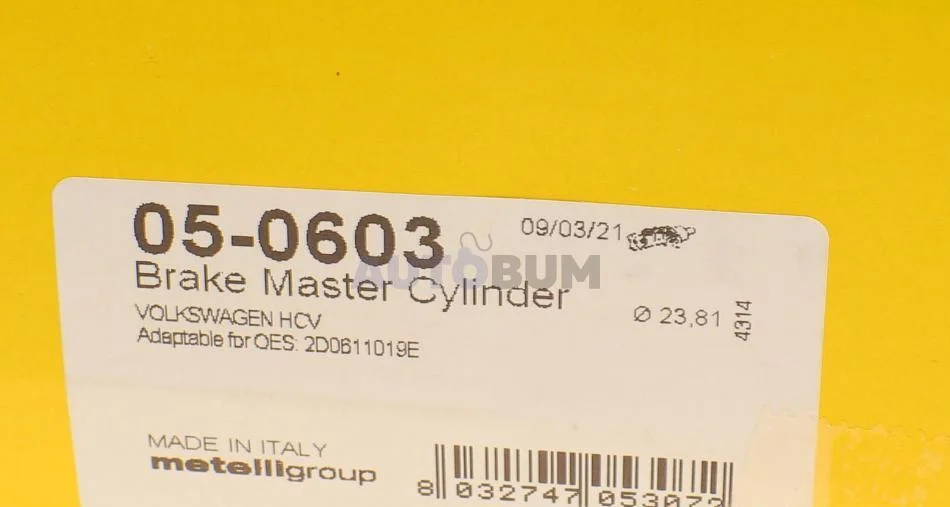 05-0603
09/03/21
AUTOBUM
Brake Master Cylinder
VOLKSWAGEN HCV
Adaptable for OES: 2D0611019E
Ø 23,81
4314
MADE IN ITALY
metelligroup
8 032747 053072